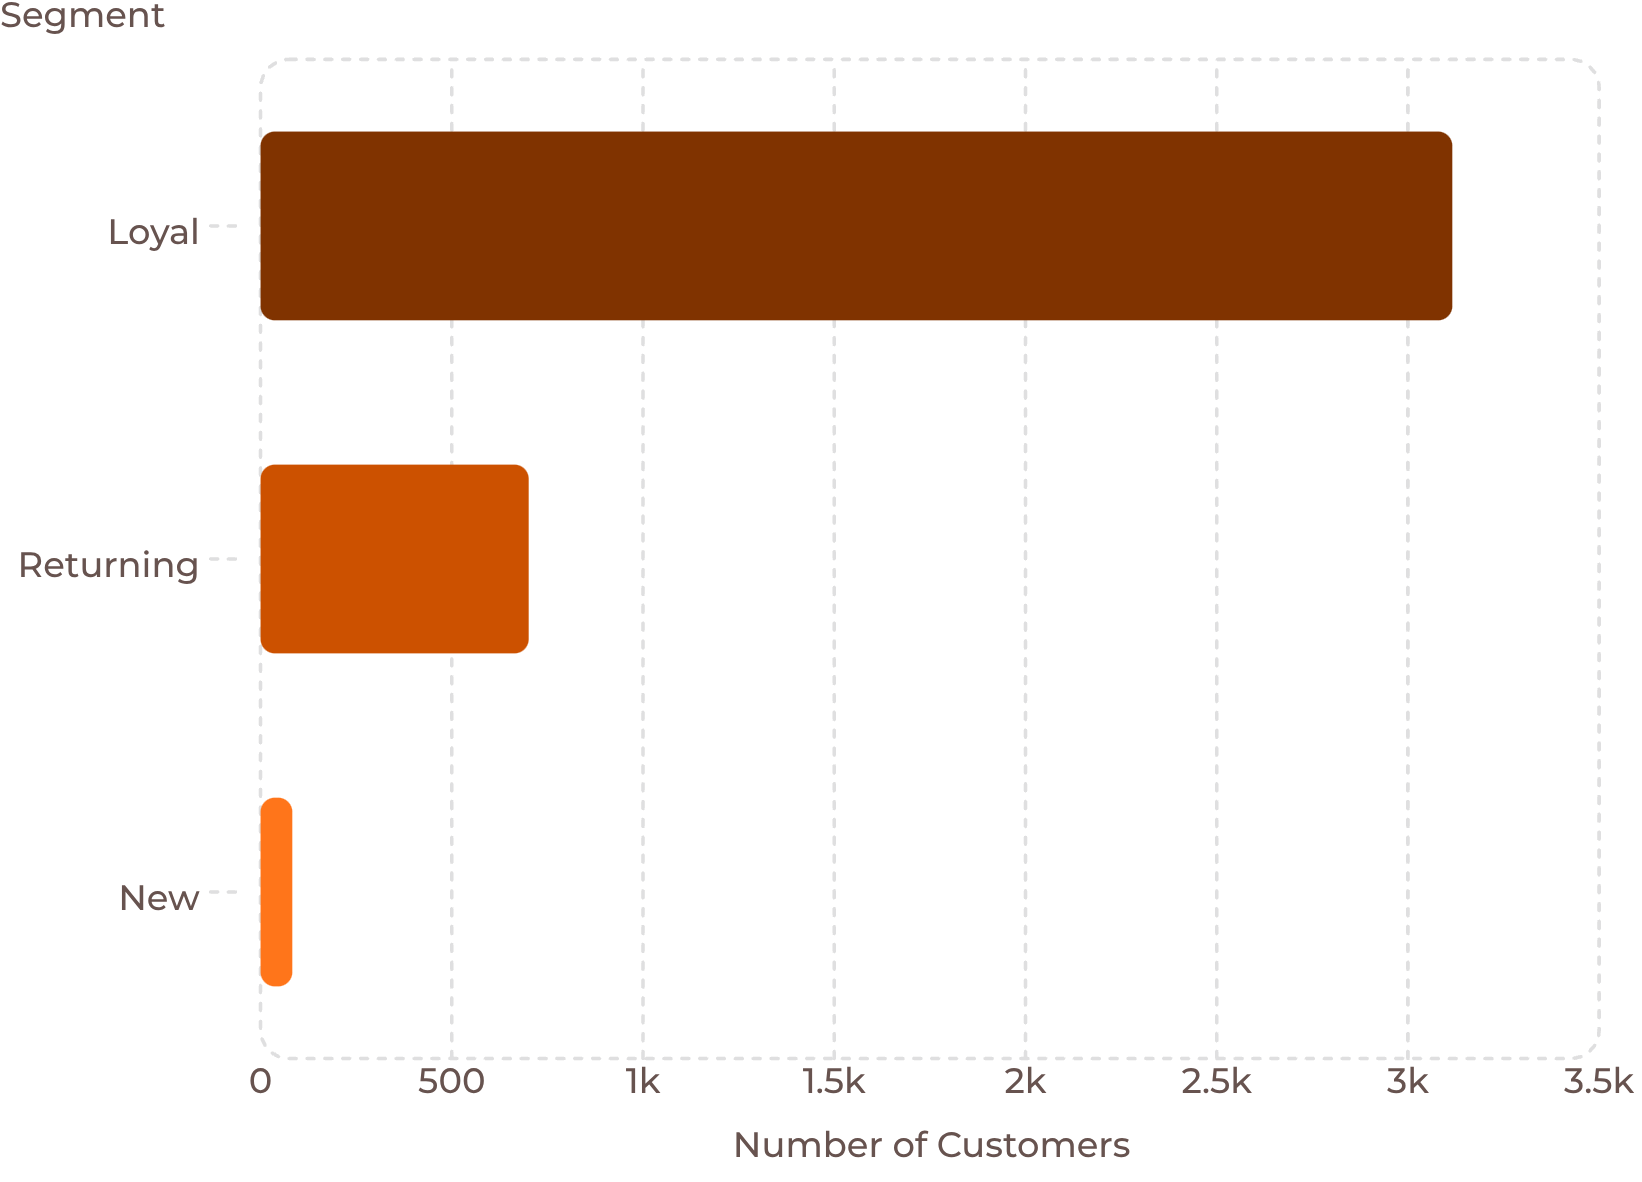 Segment
Loyal
Returning
New
0 500 1k 1.5k 2k 2.5k 3k 3.5k
Number of Customers